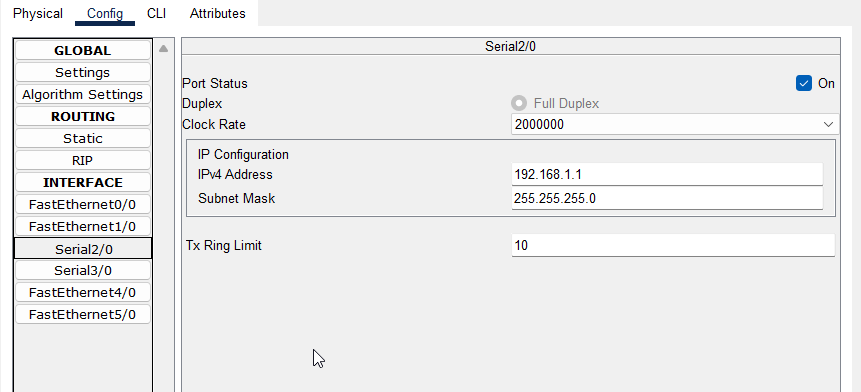 Physical Config CLI Attributes
GLOBAL
Settings
Algorithm Settings
ROUTING
Static
RIP
INTERFACE
FastEthernet0/0
FastEthernet1/0
Serial2/0
Serial3/0
FastEthernet4/0
FastEthernet5/0
Serial2/0
Port Status On
Duplex Full Duplex
Clock Rate 2000000
IP Configuration
IPv4 Address 192.168.1.1
Subnet Mask 255.255.255.0
Tx Ring Limit 10